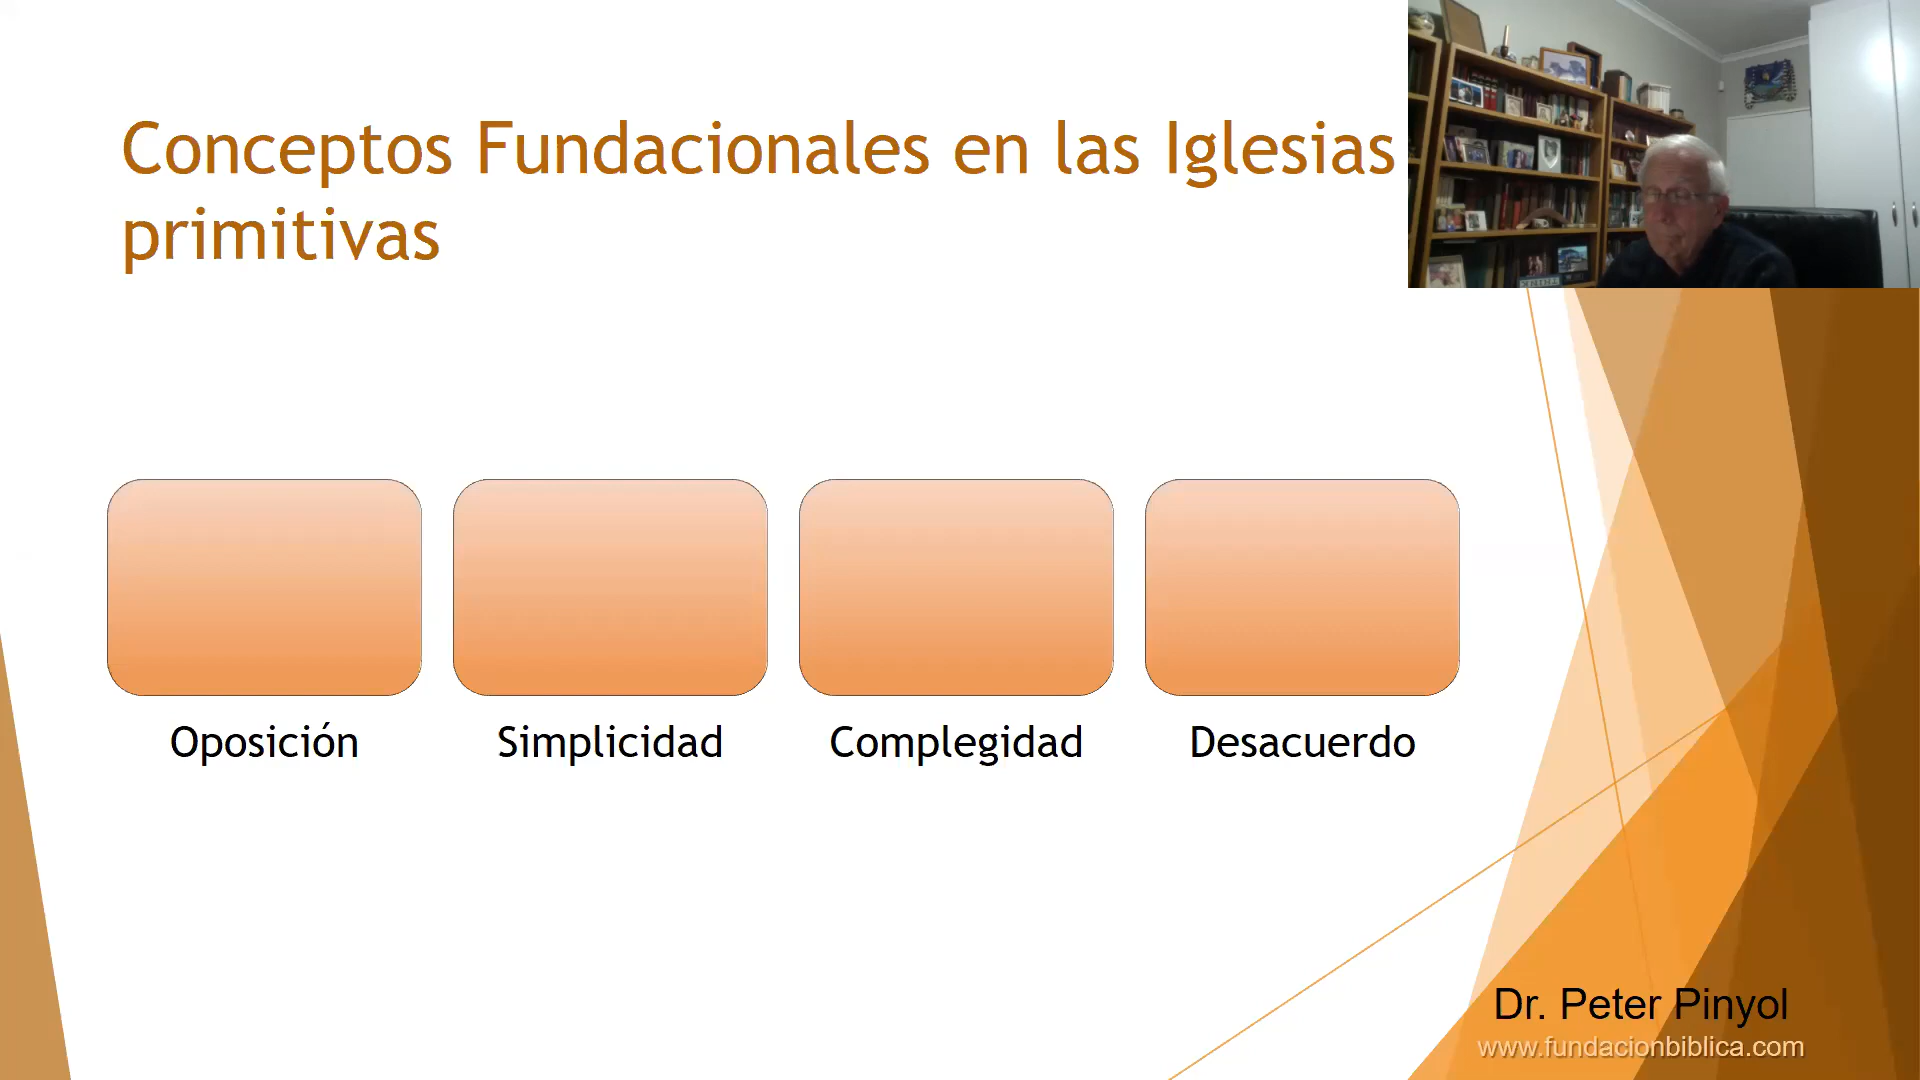 Conceptos Fundacionales en las Iglesias
primitivas
Oposición
Simplicidad
Complegidad
Desacuerdo
Dr. Peter Pinyol
www.fundacionbiblica.com